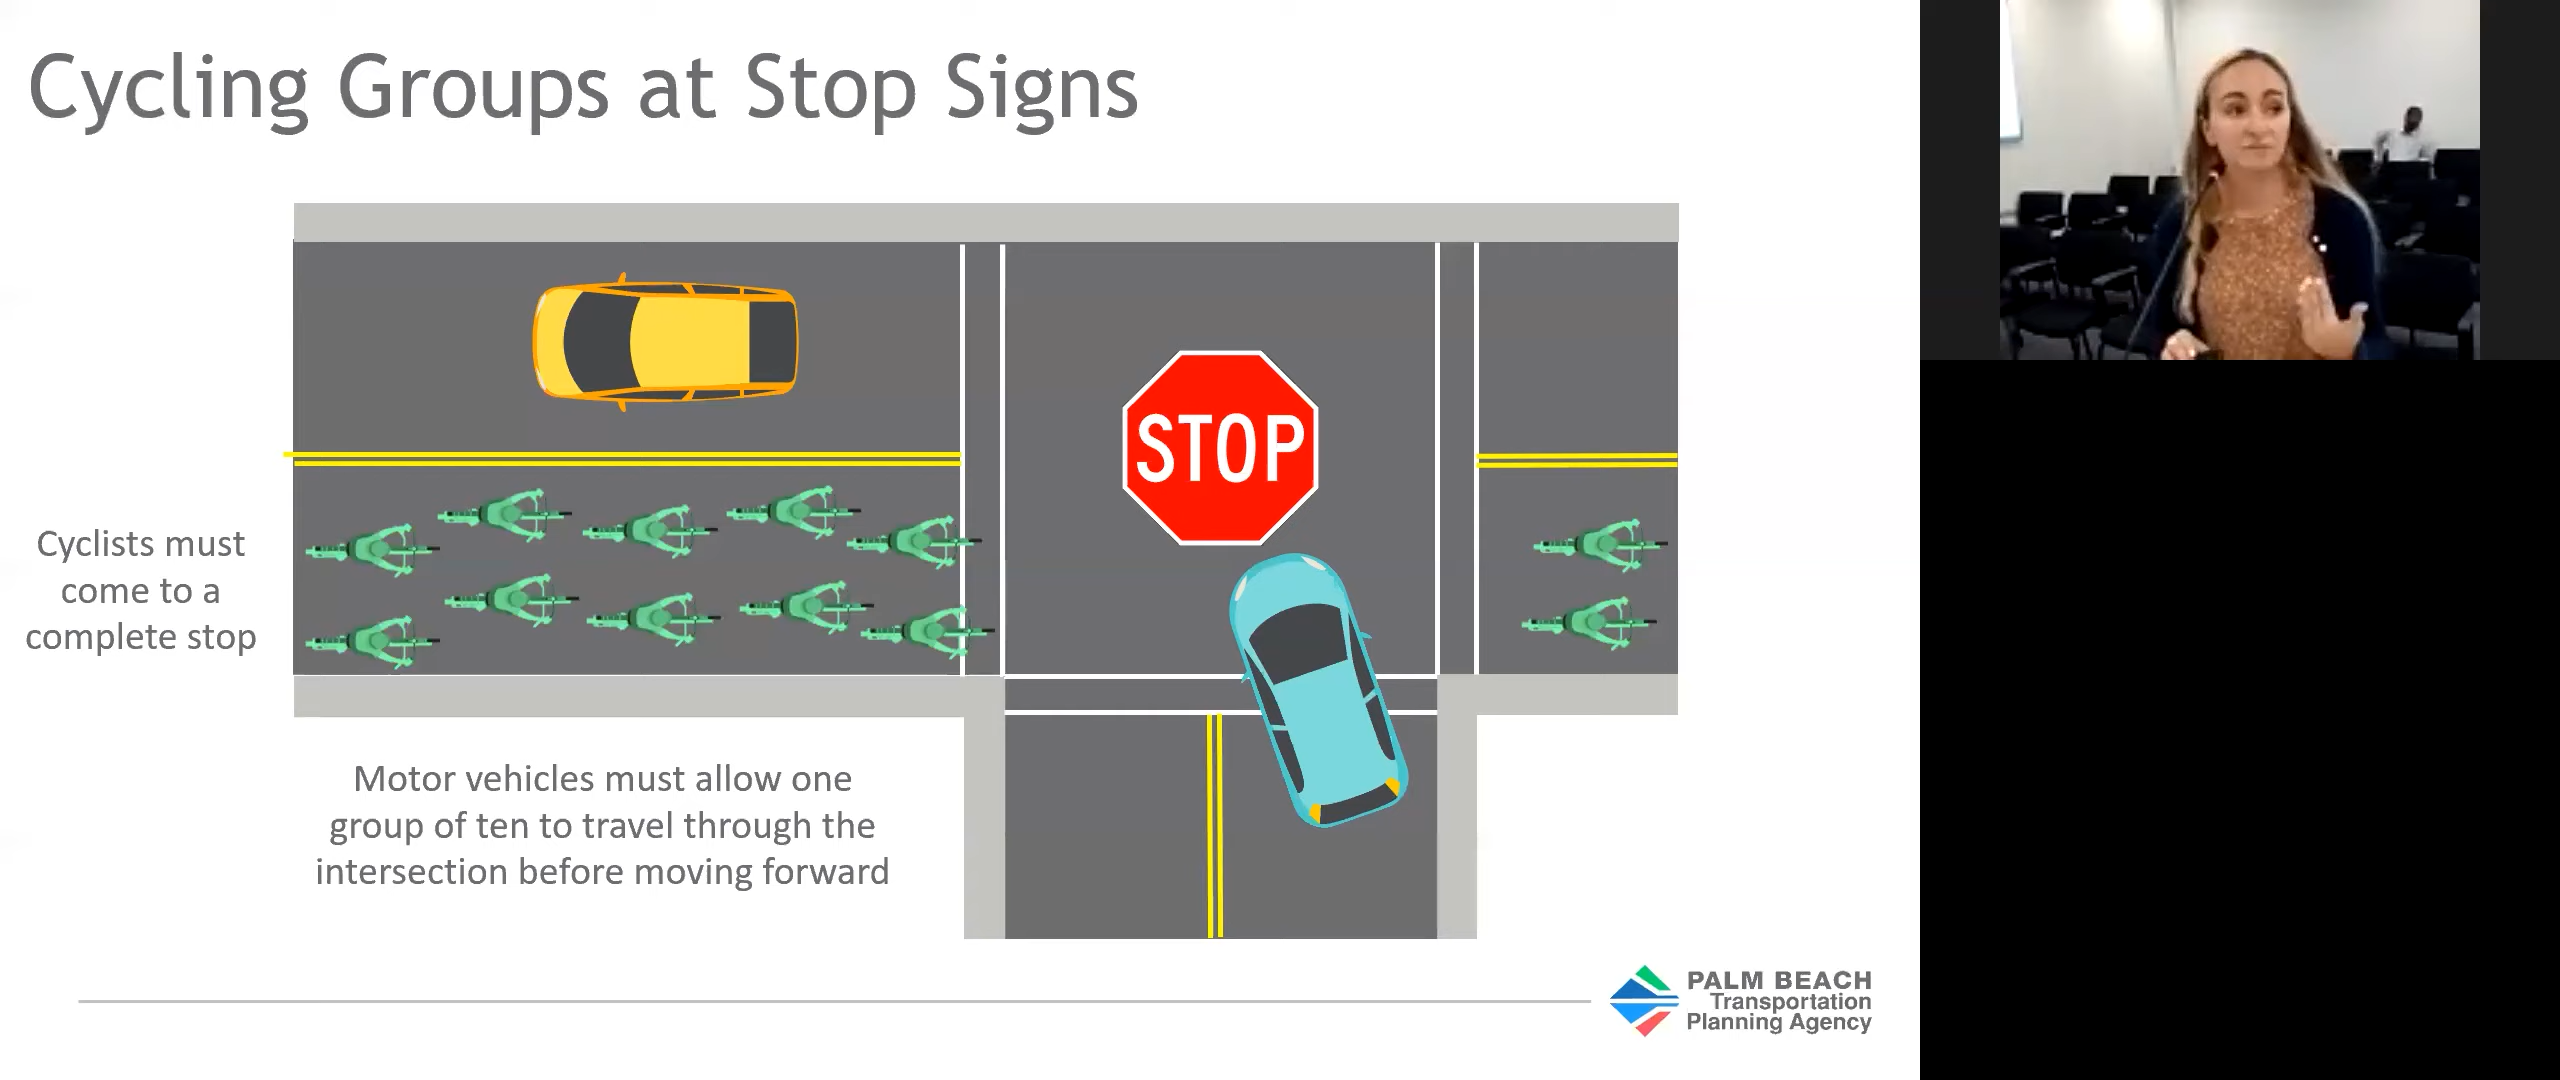 Cycling Groups at Stop Signs
STOP
Cyclists must
come to a
complete stop
Motor vehicles must allow one
group of ten to travel through the
intersection before moving forward
PALM BEACH
Transportation
Planning Agency